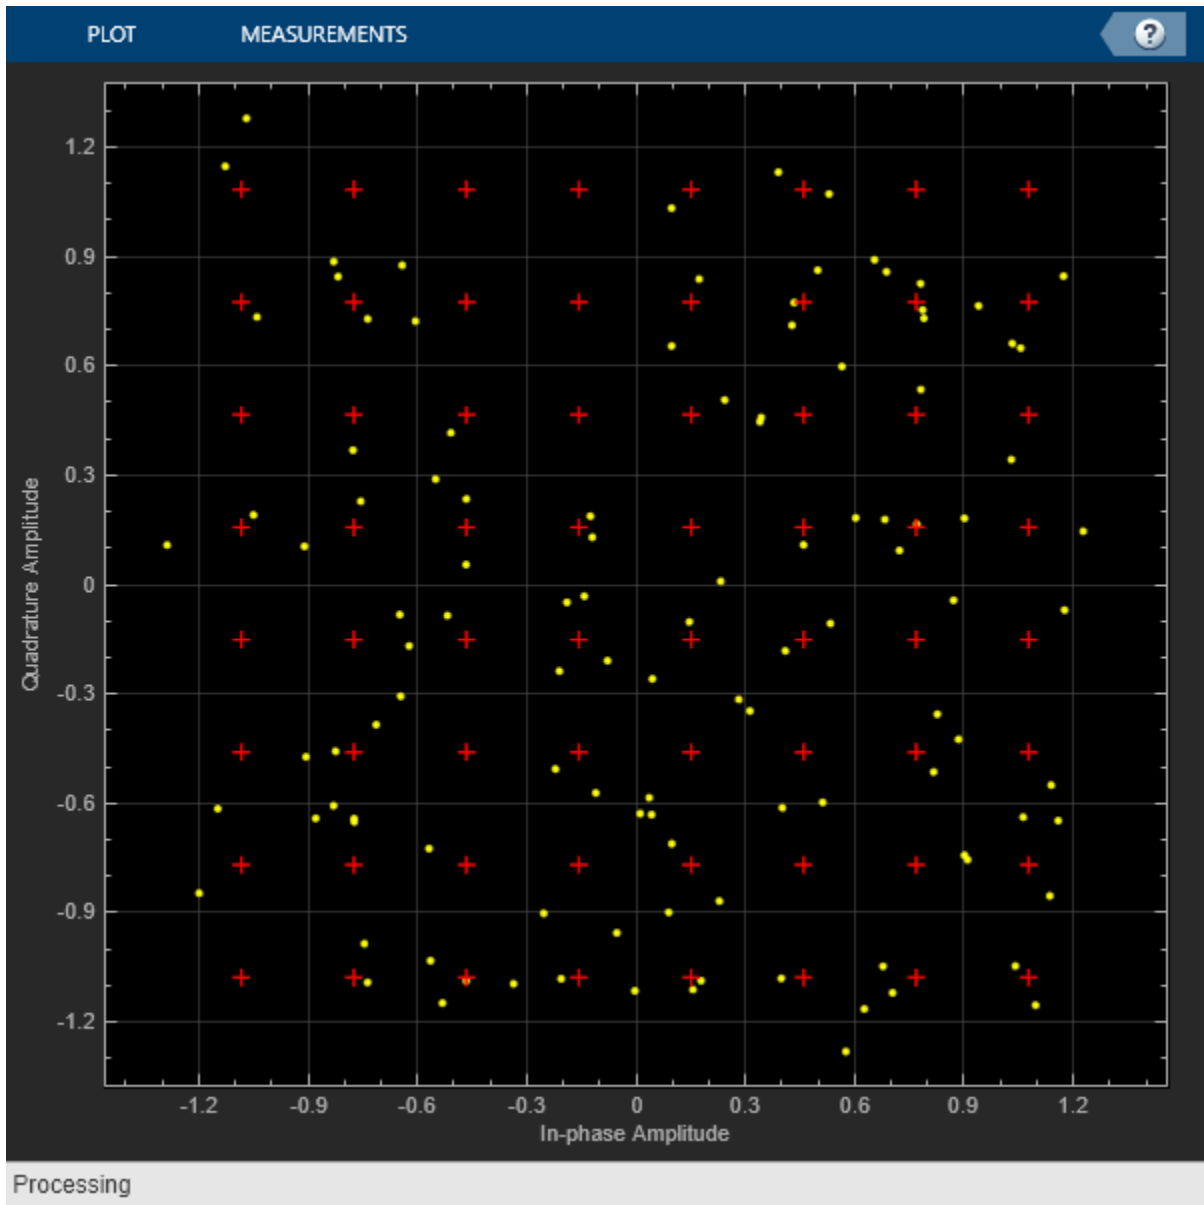 PLOT MEASUREMENTS ?
1.2
0.9
0.6
0.3
0
-0.3
-0.6
-0.9
-1.2
Quadrature Amplitude
-1.2 -0.9 -0.6 -0.3 0 0.3 0.6 0.9 1.2
In-phase Amplitude
Processing